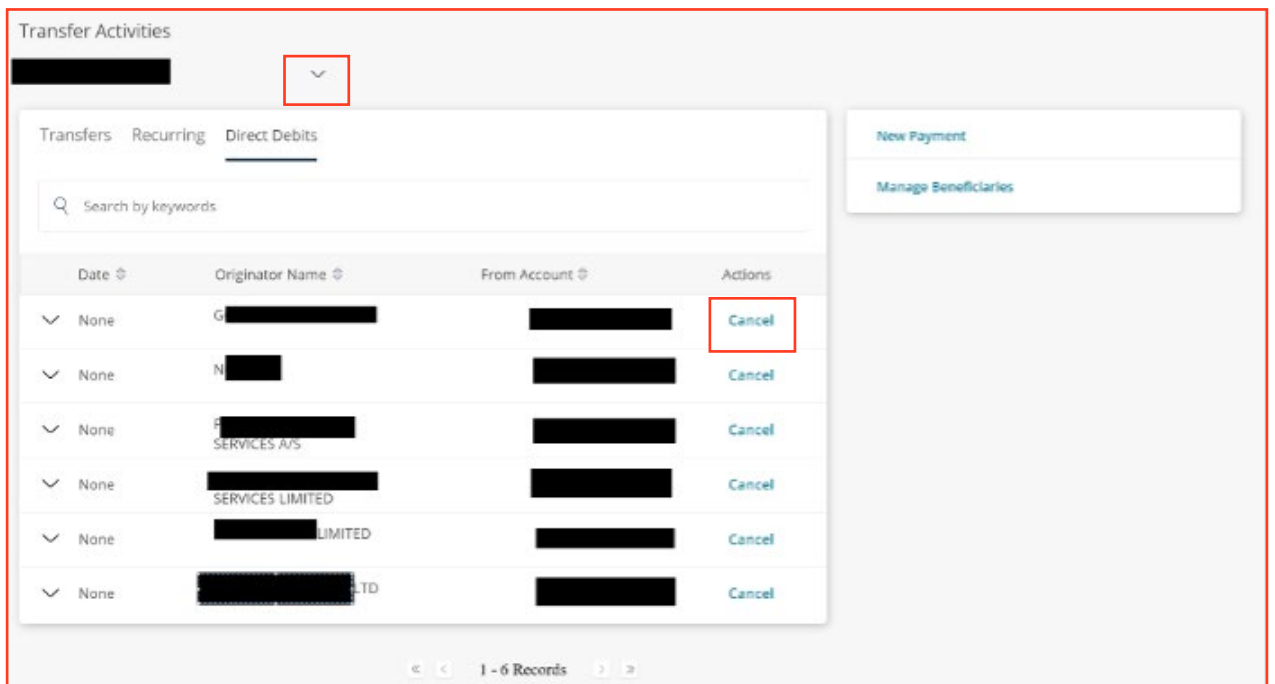 Transfer Activities
Transfers Recurring Direct Debits
Search by keywords
New Payment
Manage Beneficiaries
Date Originator Name From Account Actions
None G Cancel
None N Cancel
None Cancel
SERVICES A/S
None Cancel
SERVICES LIMITED
None LIMITED Cancel
None LTD Cancel
« < 1 - 6 Records > »